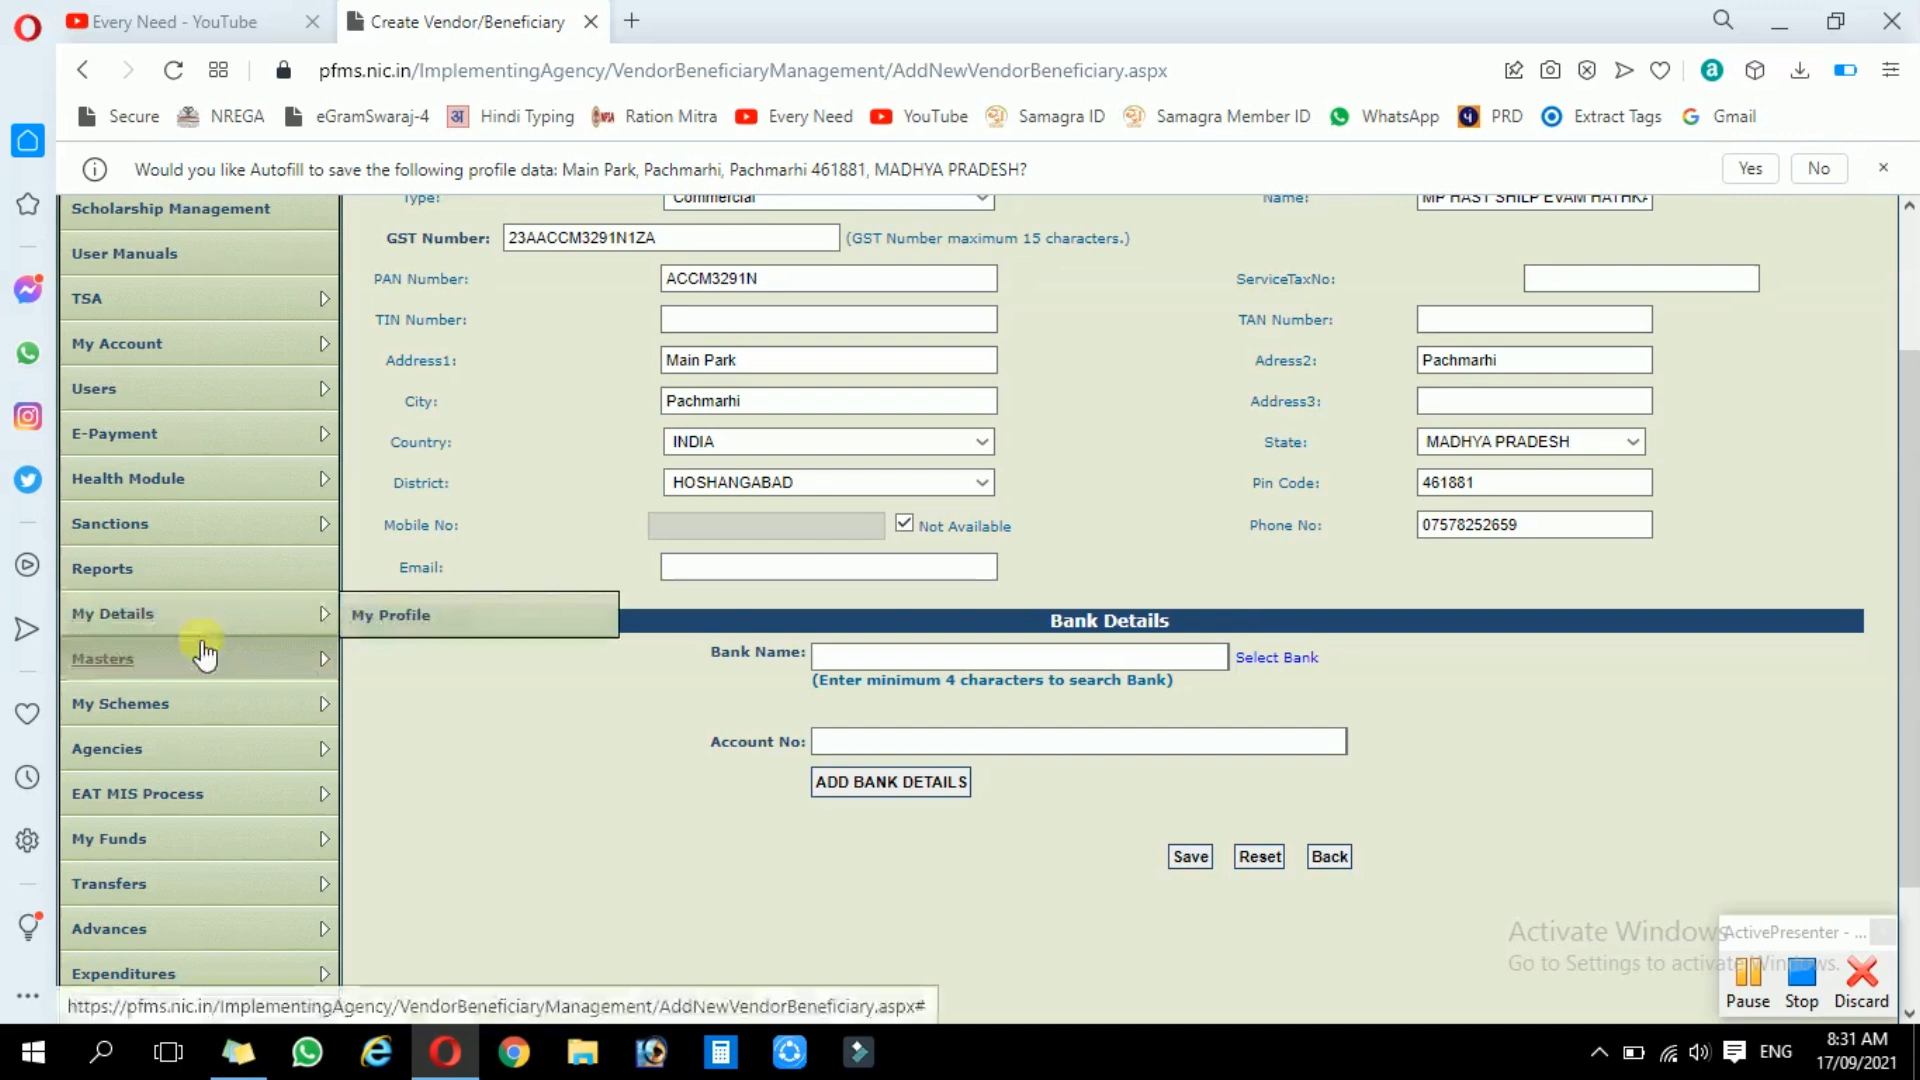 Every Need - YouTube
Create Vendor/Beneficiary
pfms.nic.in/ImplementingAgency/VendorBeneficiaryManagement/AddNewVendorBeneficiary.aspx
Secure NREGA eGramSwaraj-4 अ Hindi Typing Ration Mitra Every Need YouTube Samagra ID Samagra Member ID WhatsApp PRD Extract Tags Gmail
Would you like Autofill to save the following profile data: Main Park, Pachmarhi, Pachmarhi 461881, MADHYA PRADESH?
Yes No
Scholarship Management
User Manuals
TSA
My Account
Users
E-Payment
Health Module
Sanctions
Reports
My Details
My Profile
Masters
My Schemes
Agencies
EAT MIS Process
My Funds
Transfers
Advances
Expenditures
Type: Commercial Name: MP HAST SHILP EVAM HATHKA
GST Number: 23AACCM3291N1ZA (GST Number maximum 15 characters.)
PAN Number: ACCM3291N ServiceTaxNo:
TIN Number: TAN Number:
Address1: Main Park Adress2: Pachmarhi
City: Pachmarhi Address3:
Country: INDIA State: MADHYA PRADESH
District: HOSHANGABAD Pin Code: 461881
Mobile No: Not Available Phone No: 07578252659
Email:
Bank Details
Bank Name: Select Bank
(Enter minimum 4 characters to search Bank)
Account No:
ADD BANK DETAILS
Save Reset Back
Activate Windows
Go to Settings to activate Windows.
ActivePresenter - ...
Pause Stop Discard
https://pfms.nic.in/ImplementingAgency/VendorBeneficiaryManagement/AddNewVendorBeneficiary.aspx#
ENG
8:31 AM
17/09/2021